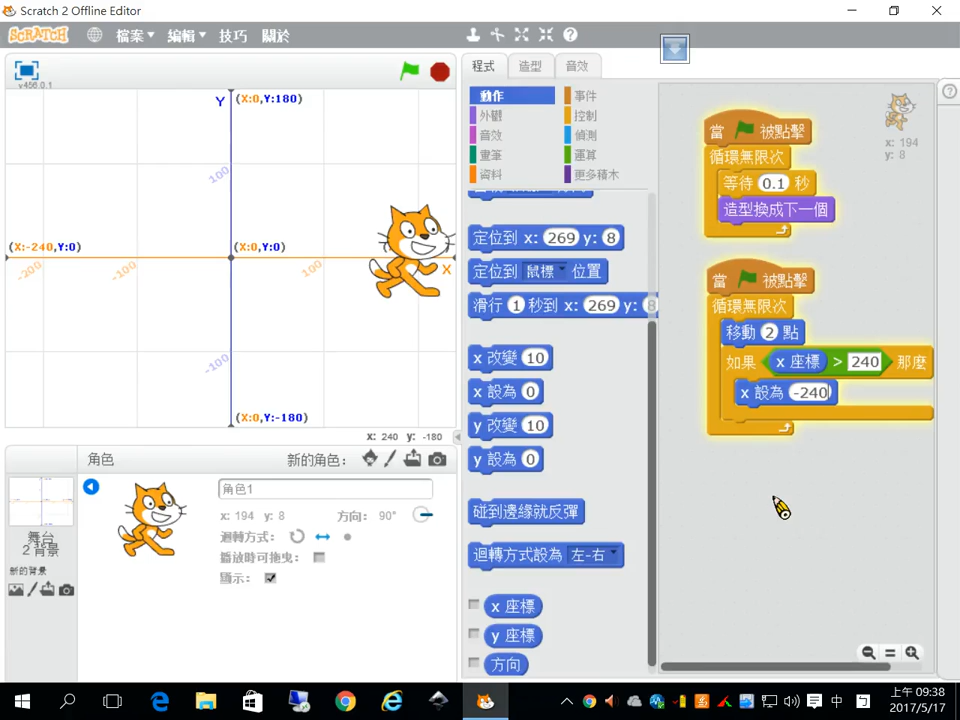 Scratch 2 Offline Editor
SCRATCH 檔案 編輯 技巧 關於
v456.0.1
程式 造型 音效
動作 事件
外觀 控制
音效 偵測
畫筆 運算
資料 更多積木
定位到 x: 269 y: 8
定位到 鼠標 位置
滑行 1 秒到 x: 269 y: 8
x 改變 10
x 設為 0
y 改變 10
y 設為 0
碰到邊緣就反彈
迴轉方式設為 左-右
x 座標
y 座標
方向
當 被點擊
循環無限次
等待 0.1 秒
造型換成下一個
當 被點擊
循環無限次
移動 2 點
如果 x 座標 > 240 那麼
x 設為 -240
x: 194
y: 8
Y (X:0,Y:180)
100
(X:-240,Y:0) (X:0,Y:0) X
-200 -100 100
-100
(X:0,Y:-180)
x: 240 y: -180
角色 新的角色:
角色1
x: 194 y: 8 方向: 90°
迴轉方式:
播放時可拖曳:
顯示:
舞台
2 背景
新的背景
中
上午 09:38
2017/5/17